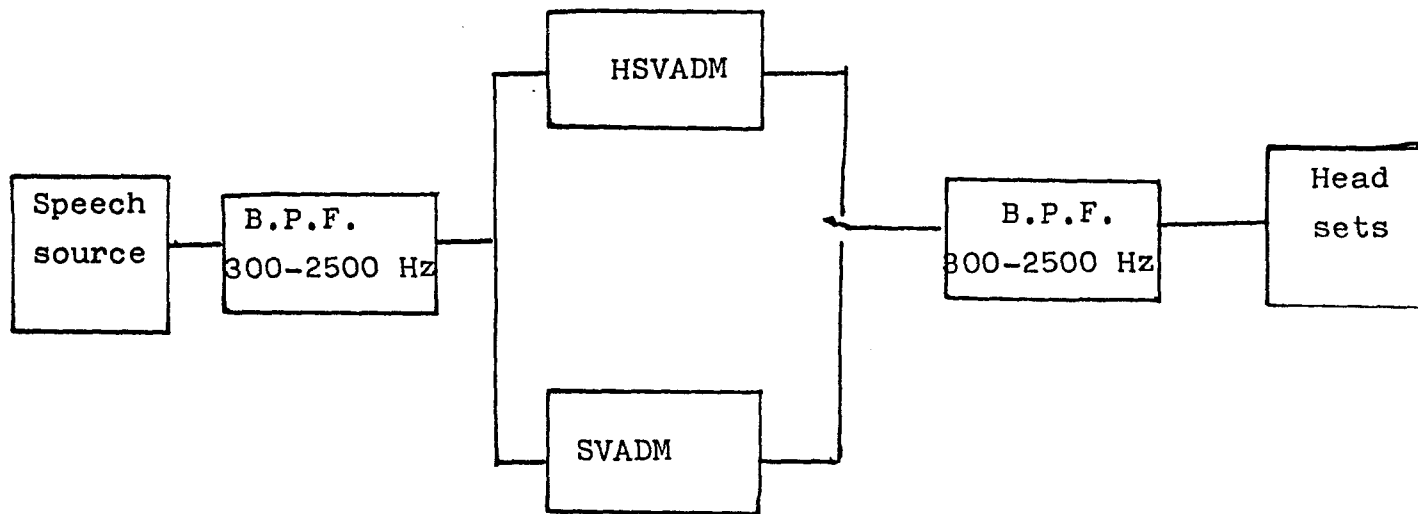 HSVADM
Speech
source
B.P.F.
300-2500 Hz
B.P.F.
300-2500 Hz
Head
sets
SVADM